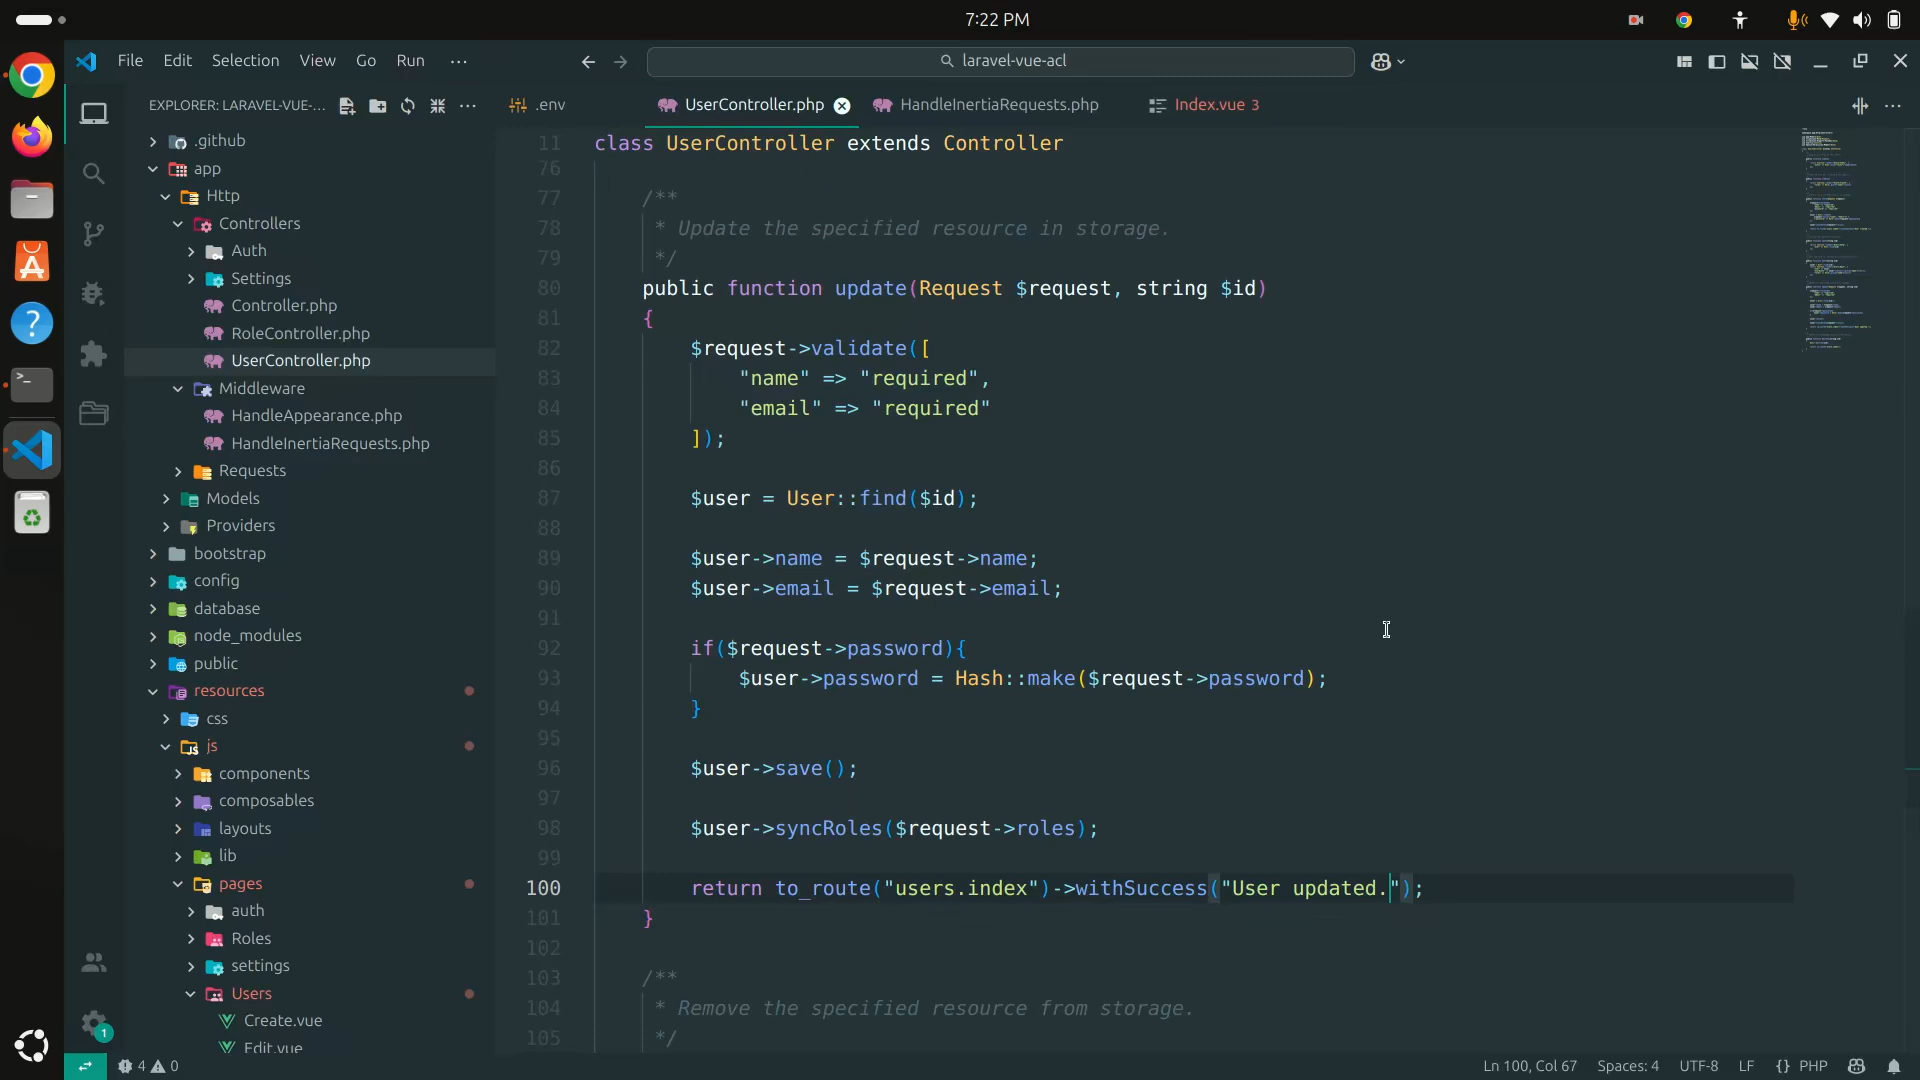 7:22 PM
File Edit Selection View Go Run ···
laravel-vue-acl
EXPLORER: LARAVEL-VUE-...
.env
UserController.php
HandleInertiaRequests.php
Index.vue 3
.github
app
Http
Controllers
Auth
Settings
Controller.php
RoleController.php
UserController.php
Middleware
HandleAppearance.php
HandleInertiaRequests.php
Requests
Models
Providers
bootstrap
config
database
node_modules
public
resources
css
js
components
composables
layouts
lib
pages
auth
Roles
settings
Users
Create.vue
Edit.vue
11 class UserController extends Controller
76
77 /**
78 * Update the specified resource in storage.
79 */
80 public function update(Request $request, string $id)
81 {
82 $request->validate([
83 "name" => "required",
84 "email" => "required"
85 ]);
86
87 $user = User::find($id);
88
89 $user->name = $request->name;
90 $user->email = $request->email;
91
92 if($request->password){
93 $user->password = Hash::make($request->password);
94 }
95
96 $user->save();
97
98 $user->syncRoles($request->roles);
99
100 return to_route("users.index")->withSuccess("User updated.");
101 }
102
103 /**
104 * Remove the specified resource from storage.
105 */
1
4 0
Ln 100, Col 67 Spaces: 4 UTF-8 LF {} PHP